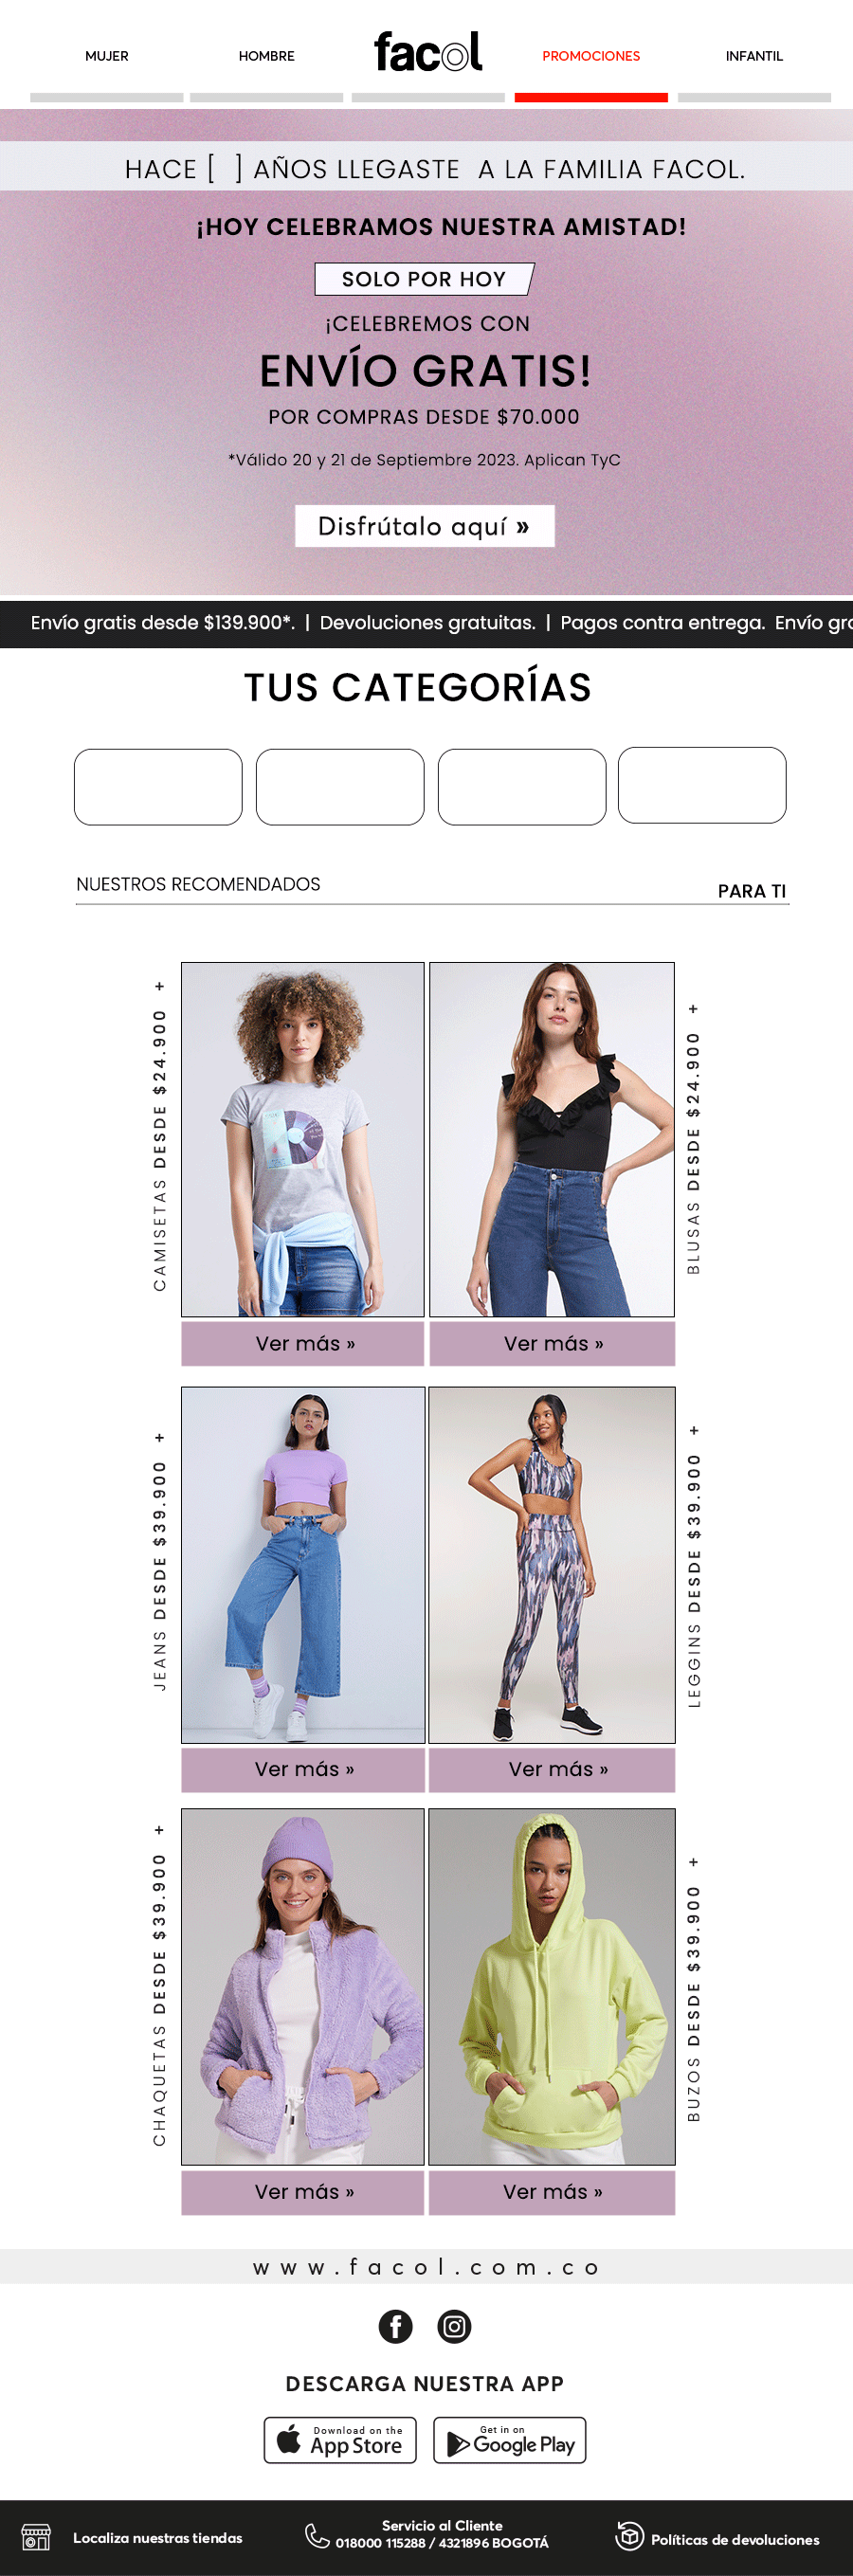 MUJER
HOMBRE
facol
PROMOCIONES
INFANTIL
HACE [ ] AÑOS LLEGASTE A LA FAMILIA FACOL.
¡HOY CELEBRAMOS NUESTRA AMISTAD!
SOLO POR HOY
¡CELEBREMOS CON
ENVÍO GRATIS!
POR COMPRAS DESDE $70.000
*Válido 20 y 21 de Septiembre 2023. Aplican TyC
Disfrútalo aquí »
Envío gratis desde $139.900*. | Devoluciones gratuitas. | Pagos contra entrega. Envío gra
TUS CATEGORÍAS
NUESTROS RECOMENDADOS
PARA TI
CAMISETAS DESDE $24.900 +
BLUSAS DESDE $24.900 +
Ver más »
Ver más »
JEANS DESDE $39.900 +
LEGGINS DESDE $39.900 +
Ver más »
Ver más »
CHAQUETAS DESDE $39.900 +
BUZOS DESDE $39.900 +
Ver más »
Ver más »
www.facol.com.co
DESCARGA NUESTRA APP
Download on the
App Store
Get in on
Google Play
Localiza nuestras tiendas
Servicio al Cliente
018000 115288 / 4321896 BOGOTÁ
Políticas de devoluciones